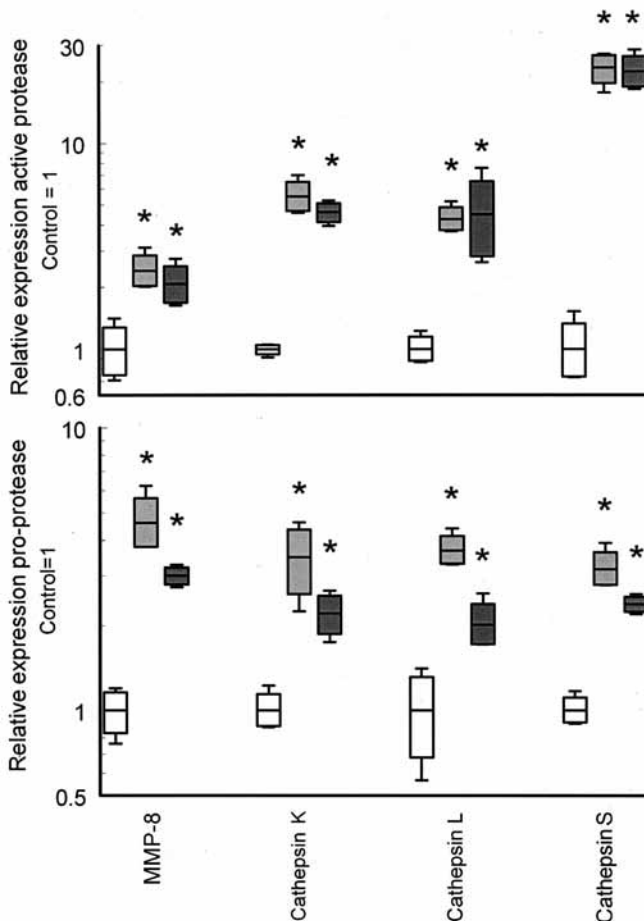 Relative expression active protease
Control = 1
30
10
1
0.6
* * * * * * * *
Relative expression pro-protease
Control=1
10
1
0.5
* * * * * * * *
MMP-8
Cathepsin K
Cathepsin L
Cathepsin S